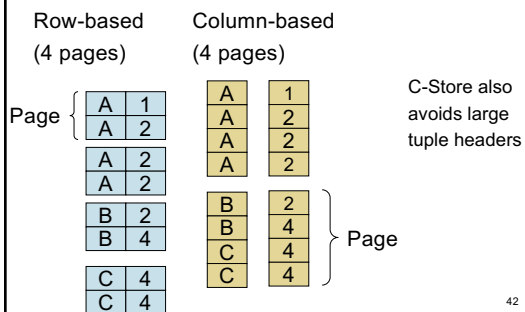 Row-based
(4 pages)
Column-based
(4 pages)
Page
A 1
A 2
A 2
A 2
B 2
B 4
C 4
C 4
A 1
A 2
A 2
A 2
B 2
B 4
C 4
C 4
Page
C-Store also
avoids large
tuple headers
42